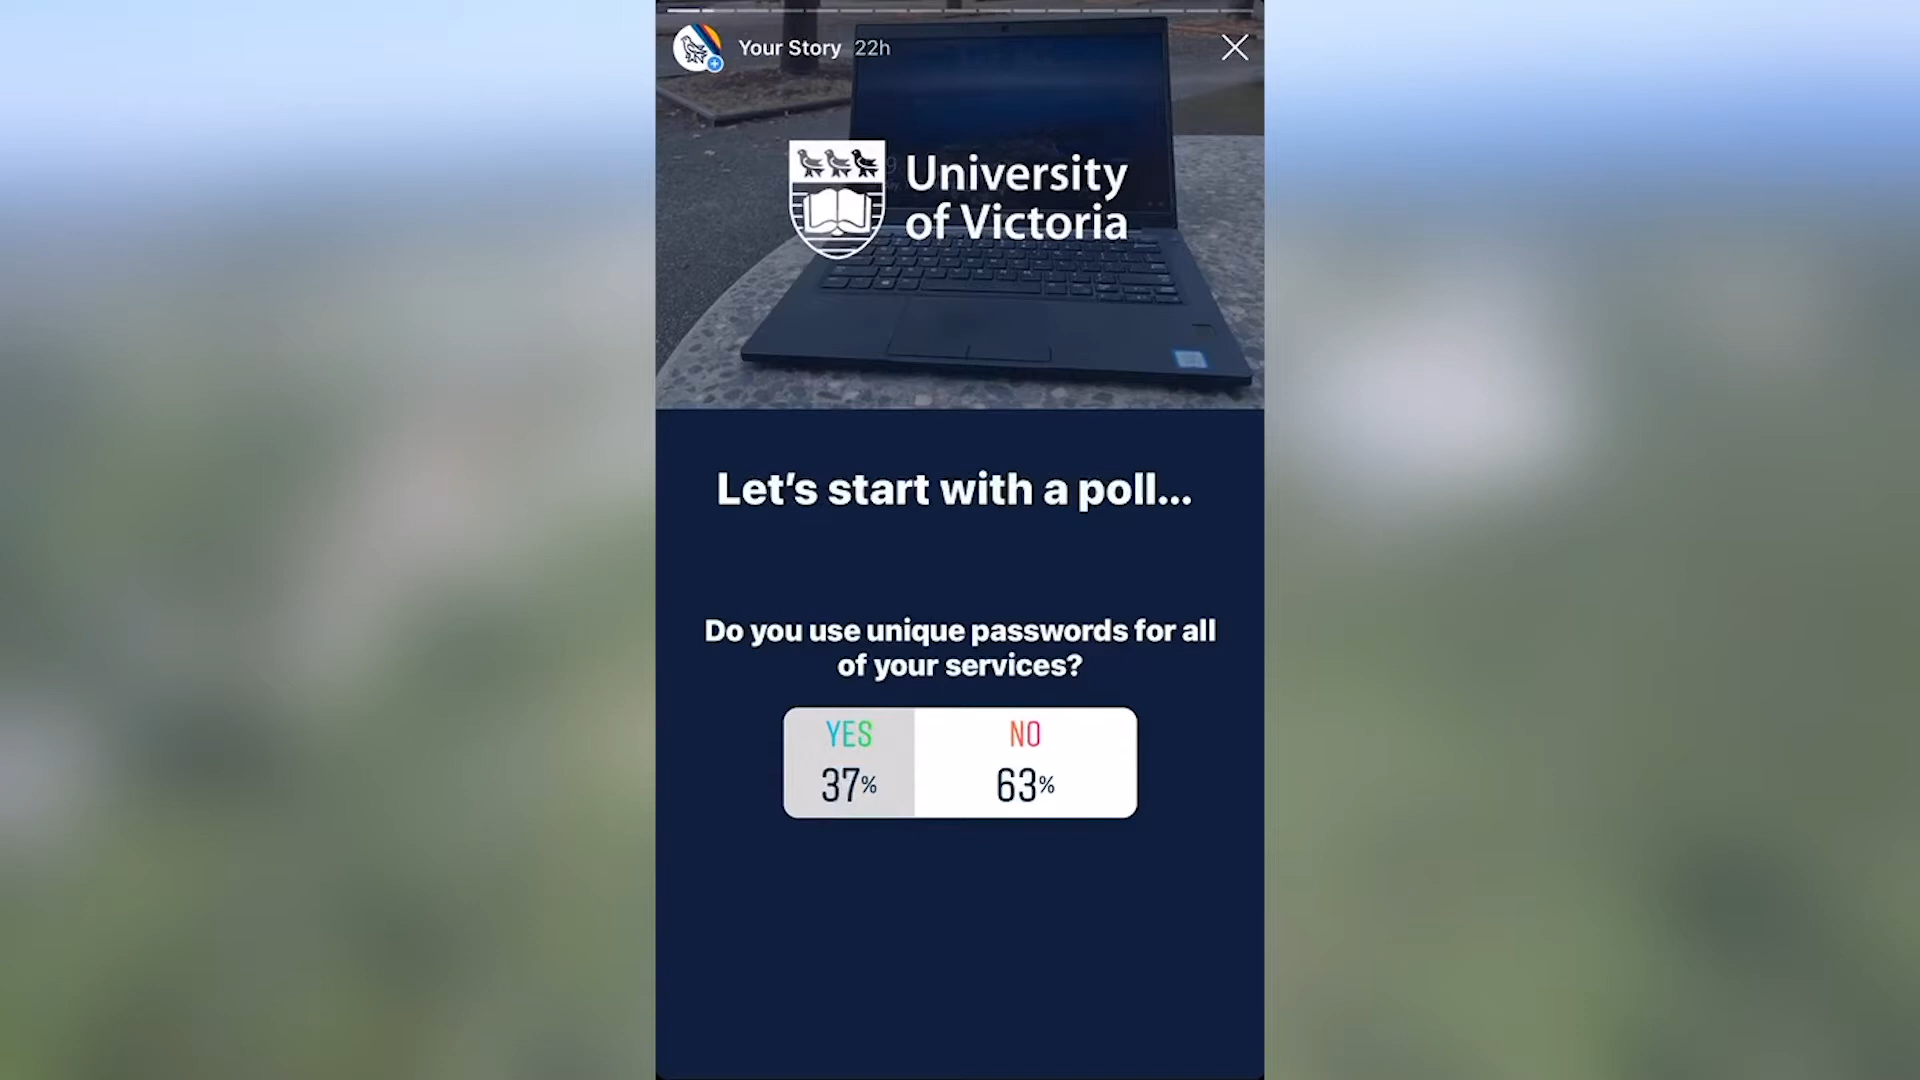 Your Story 22h
University
of Victoria
Let's start with a poll...
Do you use unique passwords for all
of your services?
YES NO
37% 63%